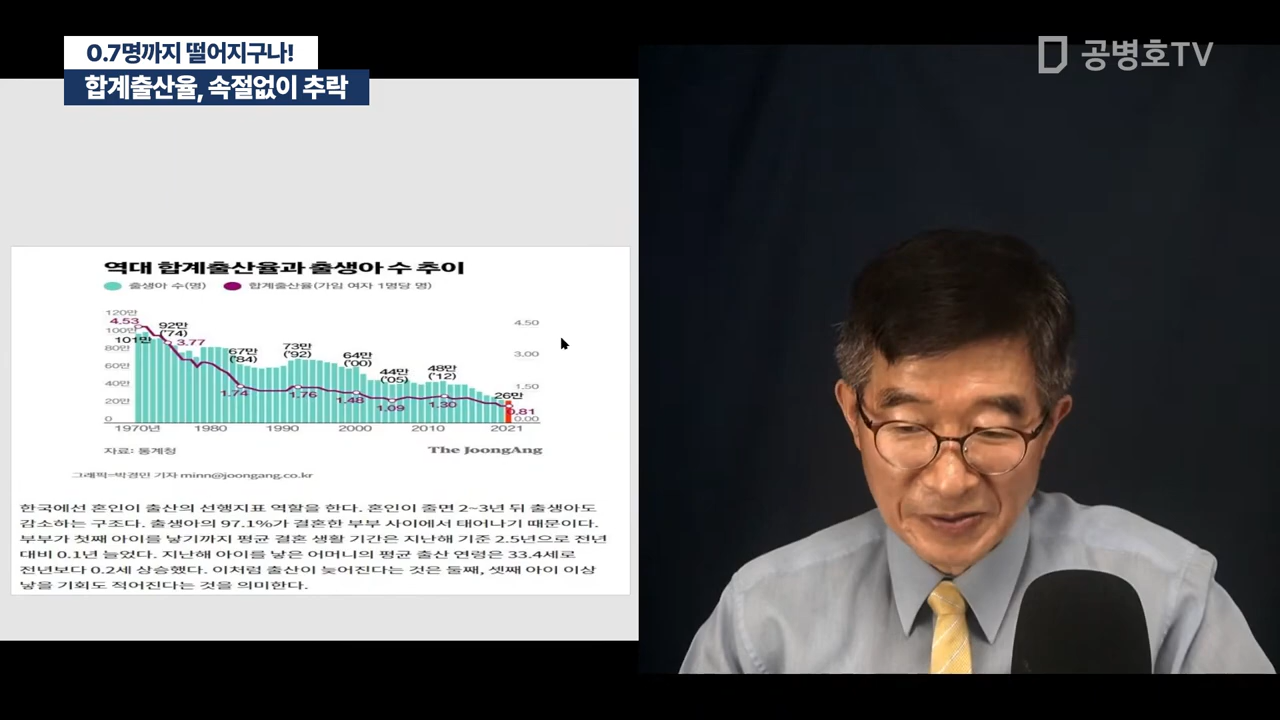 0.7명까지 떨어지구나!
합계출산율, 속절없이 추락
공병호TV
역대 합계출산율과 출생아 수 추이
출생아 수(명) 합계출산율(가임 여자 1명당 명)
120만
100만
80만
60만
40만
20만
0
4.53
101만
92만
('74)
3.77
67만
('84)
1.74
73만
('92)
1.76
64만
('00)
1.48
44만
('05)
1.09
48만
('12)
1.30
26만
0.81
4.50
3.00
1.50
0.00
1970년 1980 1990 2000 2010 2021
자료: 통계청 The JoongAng
그래픽=박경민 기자 minn@joongang.co.kr
한국에선 혼인이 출산의 선행지표 역할을 한다. 혼인이 줄면 2~3년 뒤 출생아도
감소하는 구조다. 출생아의 97.1%가 결혼한 부부 사이에서 태어나기 때문이다.
부부가 첫째 아이를 낳기까지 평균 결혼 생활 기간은 지난해 기준 2.5년으로 전년
대비 0.1년 늘었다. 지난해 아이를 낳은 어머니의 평균 출산 연령은 33.4세로
전년보다 0.2세 상승했다. 이처럼 출산이 늦어진다는 것은 둘째, 셋째 아이 이상
낳을 기회도 적어진다는 것을 의미한다.